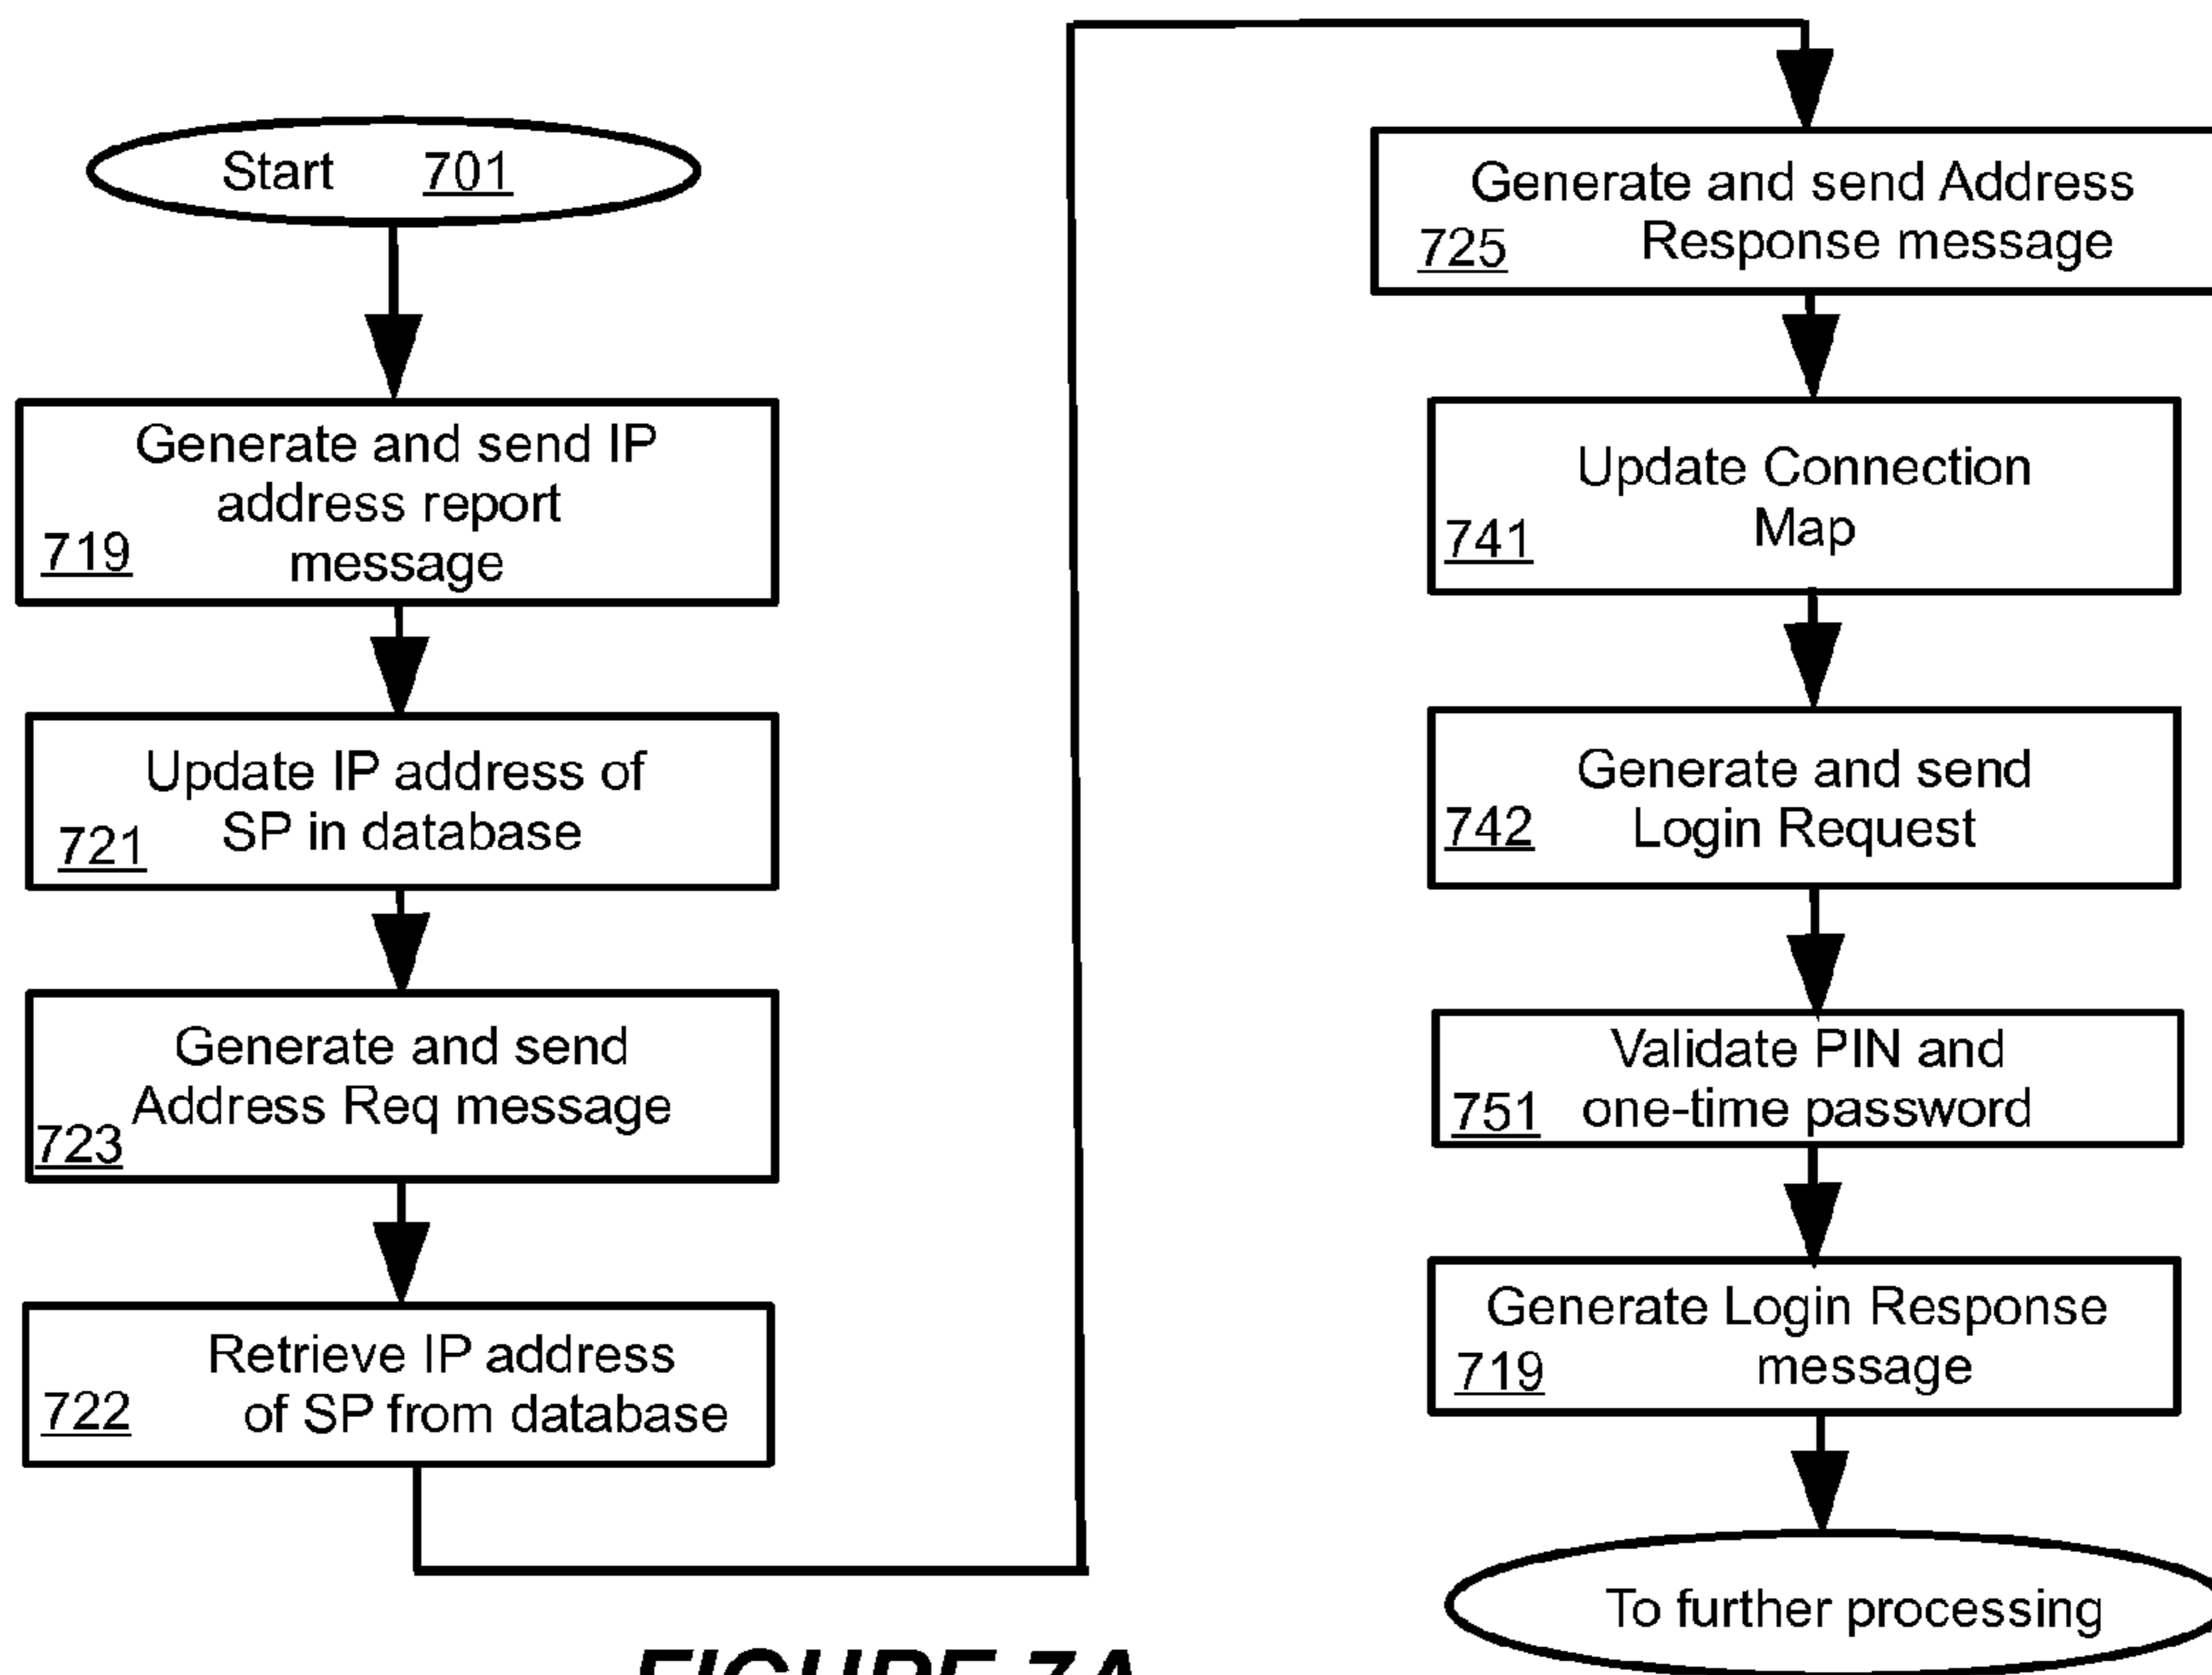 Start 701
Generate and send IP
address report
719 message
Update IP address of
721 SP in database
Generate and send
Address Req message
723
Retrieve IP address
722 of SP from database
Generate and send Address
725 Response message
Update Connection
741 Map
Generate and send
742 Login Request
Validate PIN and
751 one-time password
Generate Login Response
719 message
To further processing
FIGURE 7A